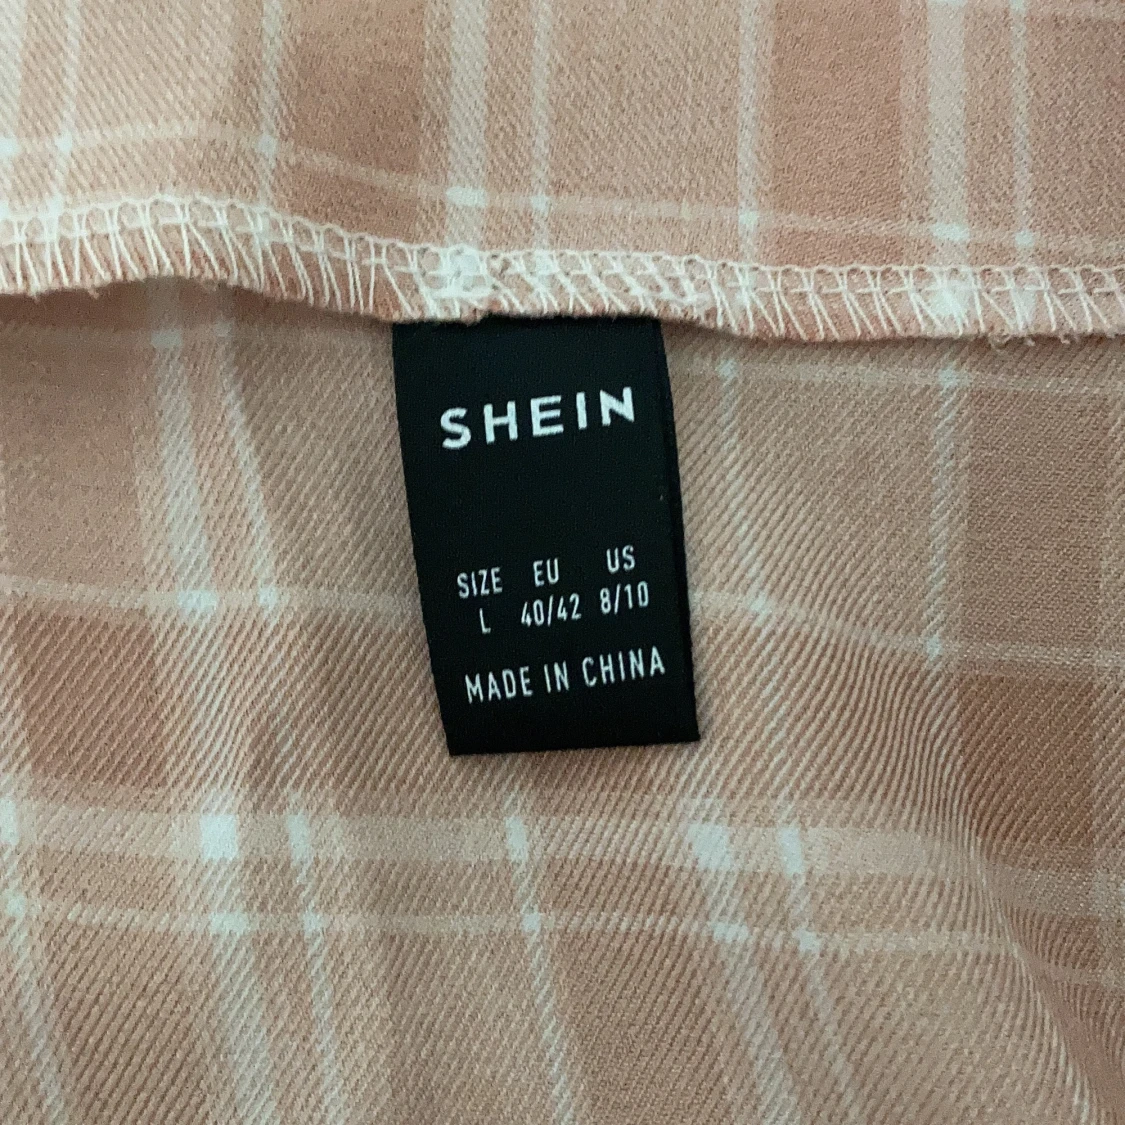 SHEIN
SIZE EU US
L 40/42 8/10
MADE IN CHINA